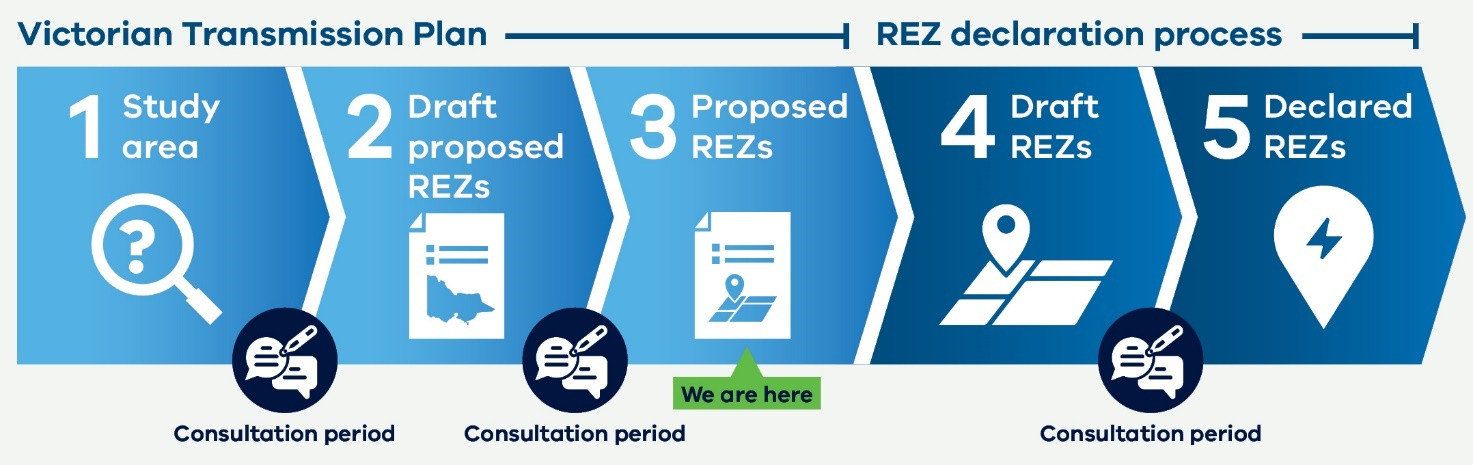 Victorian Transmission Plan
REZ declaration process
1 Study
area
2 Draft
proposed
REZs
3 Proposed
REZs
4 Draft
REZs
5 Declared
REZs
?
We are here
Consultation period
Consultation period
Consultation period